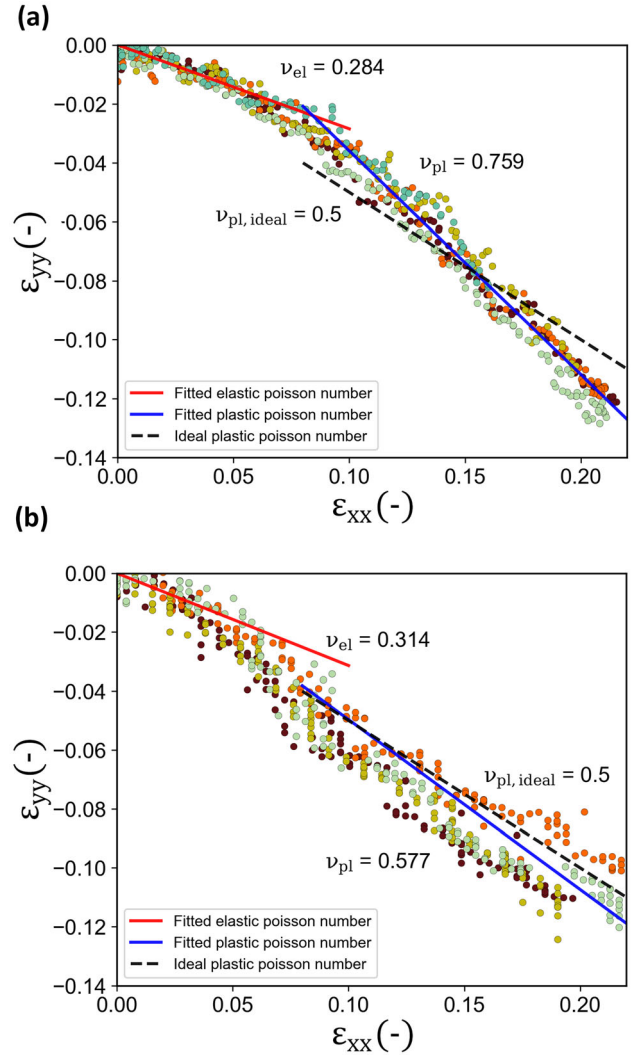 (a)
0.00
−0.02
−0.04
−0.06
−0.08
−0.10
−0.12
−0.14
εyy(-)
νel = 0.284
νpl = 0.759
νpl, ideal = 0.5
Fitted elastic poisson number
Fitted plastic poisson number
Ideal plastic poisson number
0.00 0.05 0.10 0.15 0.20
εxx(-)
(b)
0.00
−0.02
−0.04
−0.06
−0.08
−0.10
−0.12
−0.14
εyy(-)
νel = 0.314
νpl, ideal = 0.5
νpl = 0.577
Fitted elastic poisson number
Fitted plastic poisson number
Ideal plastic poisson number
0.00 0.05 0.10 0.15 0.20
εxx(-)